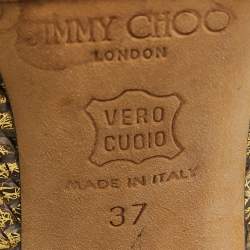 JIMMY CHOO
LONDON
VERO
CUOIO
MADE IN ITALY
37